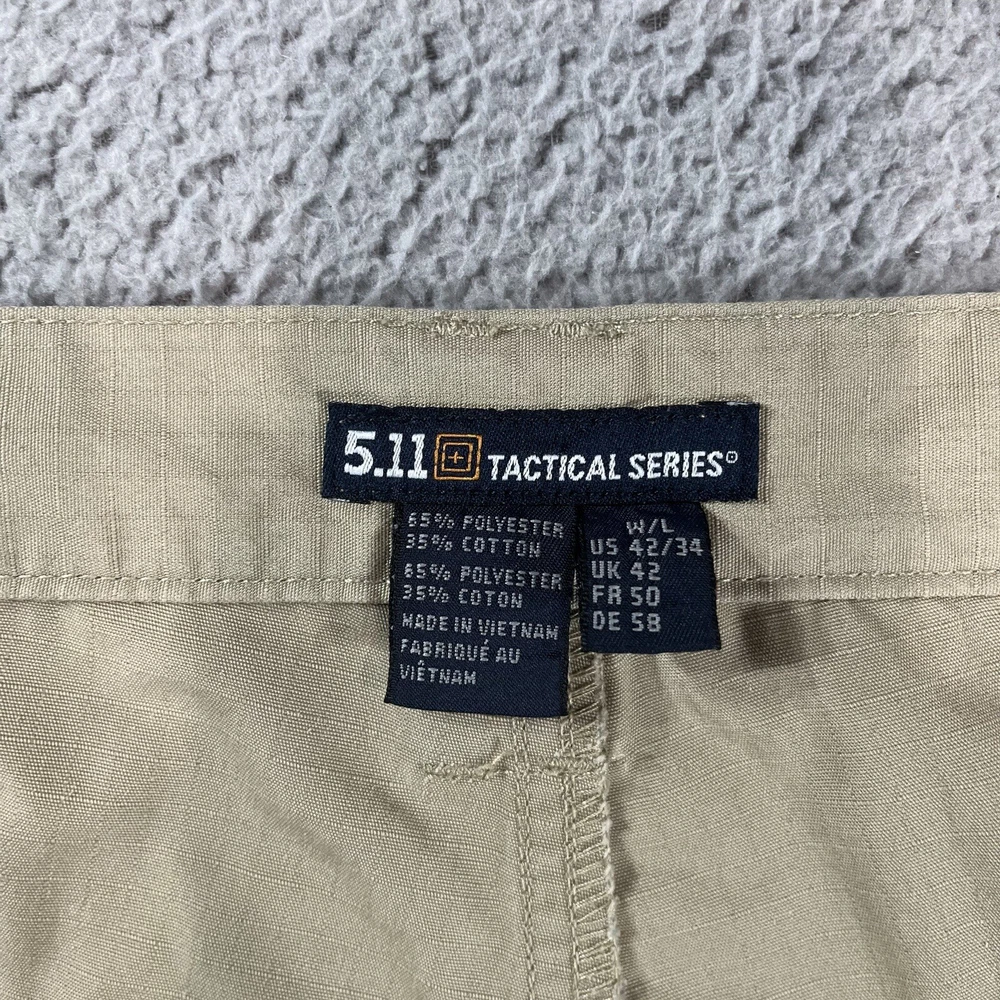 5.11 TACTICAL SERIES
65% POLYESTER
35% COTTON
65% POLYESTER
35% COTON
MADE IN VIETNAM
FABRIQUÉ AU
VIÊTNAM
W/L
US 42/34
UK 42
FR 50
DE 58